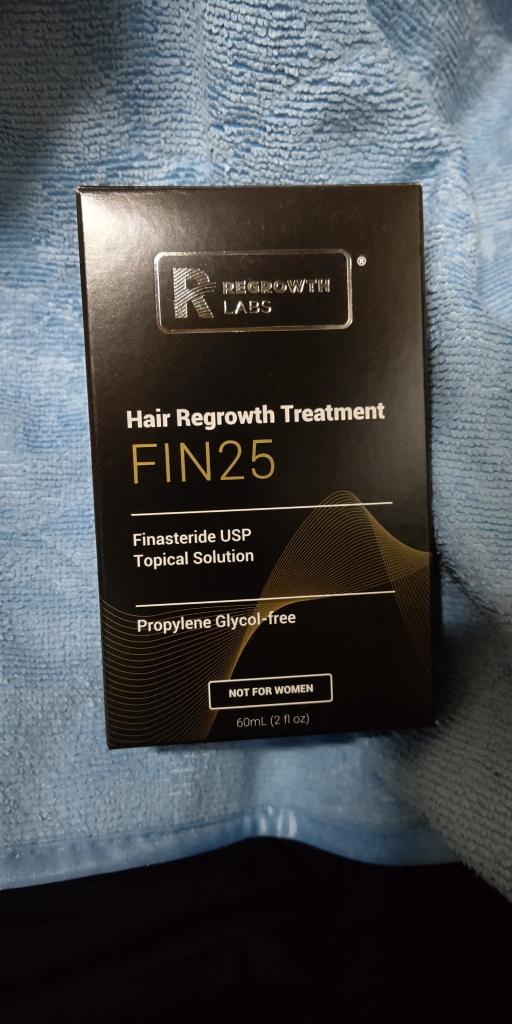 R REGROWTH
LABS
®
Hair Regrowth Treatment
FIN25
Finasteride USP
Topical Solution
Propylene Glycol-free
NOT FOR WOMEN
60mL (2 fl oz)